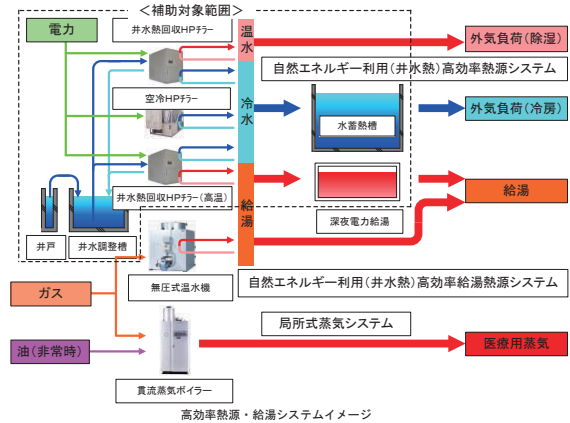 ＜補助対象範囲＞
電力
井水熱回収HPチラー
温水
外気負荷（除湿）
自然エネルギー利用（井水熱）高効率熱源システム
空冷HPチラー
冷水
水蓄熱槽
外気負荷（冷房）
井水熱回収HPチラー（高温）
給湯
深夜電力給湯
給湯
井戸
井水調整槽
無圧式温水機
自然エネルギー利用（井水熱）高効率給湯熱源システム
ガス
局所式蒸気システム
油（非常時）
医療用蒸気
貫流蒸気ボイラー
高効率熱源・給湯システムイメージ